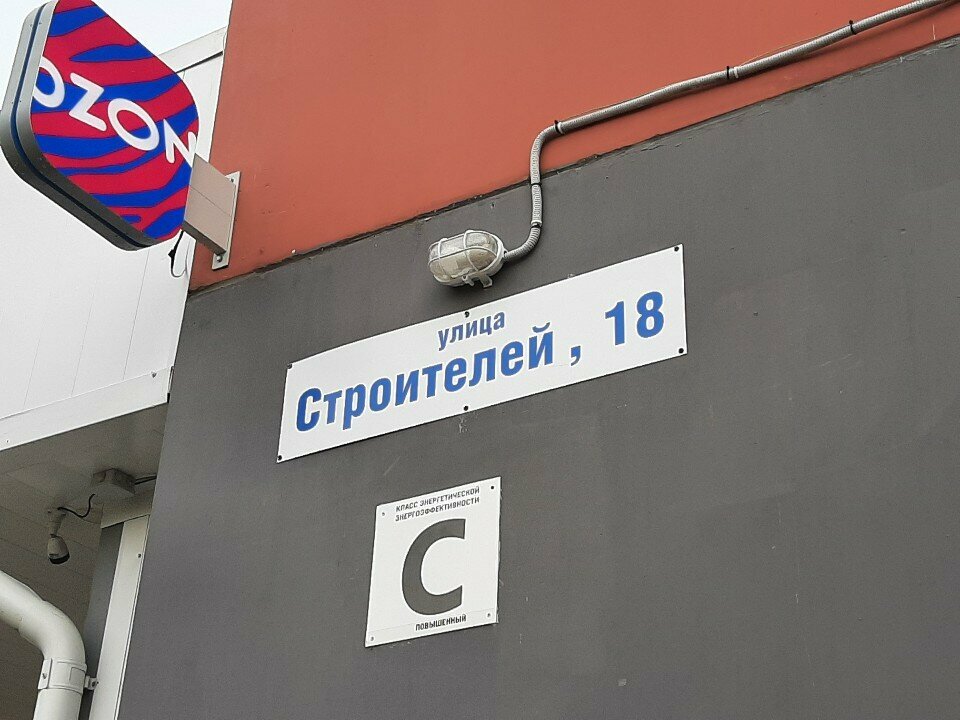 OZON
улица
Строителей, 18
КЛАСС ЭНЕРГЕТИЧЕСКОЙ
ЭНЕРГОЭФФЕКТИВНОСТИ
С
ПОВЫШЕННЫЙ